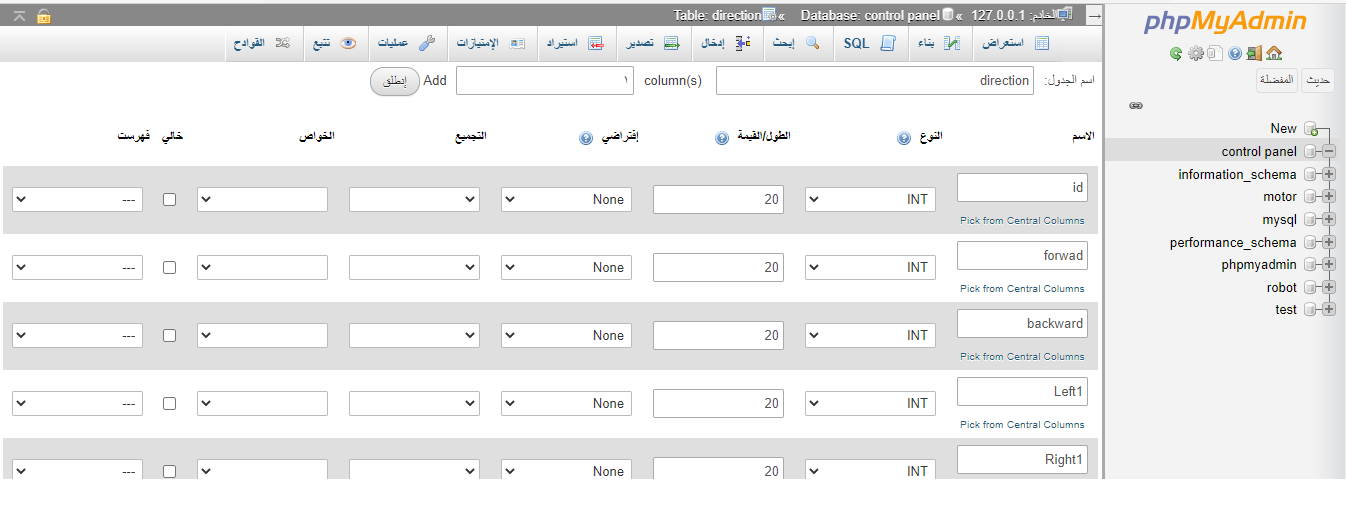 phpMyAdmin
حديث المفضلة
New
control panel
information_schema
motor
mysql
performance_schema
phpmyadmin
robot
test
الخادم: 127.0.0.1 » Database: control panel » Table: direction
استعراض بناء SQL إبحث إدخال تصدير استيراد الإمتيازات عمليات تتبع القوادح
اسم الجدول: direction Add ١ column(s) إنطلق
الاسم النوع الطول/القيمة إفتراضي التجميع الخواص خالي فهرست
id INT 20 None ---
Pick from Central Columns
forwad INT 20 None ---
Pick from Central Columns
backward INT 20 None ---
Pick from Central Columns
Left1 INT 20 None ---
Pick from Central Columns
Right1 INT 20 None ---